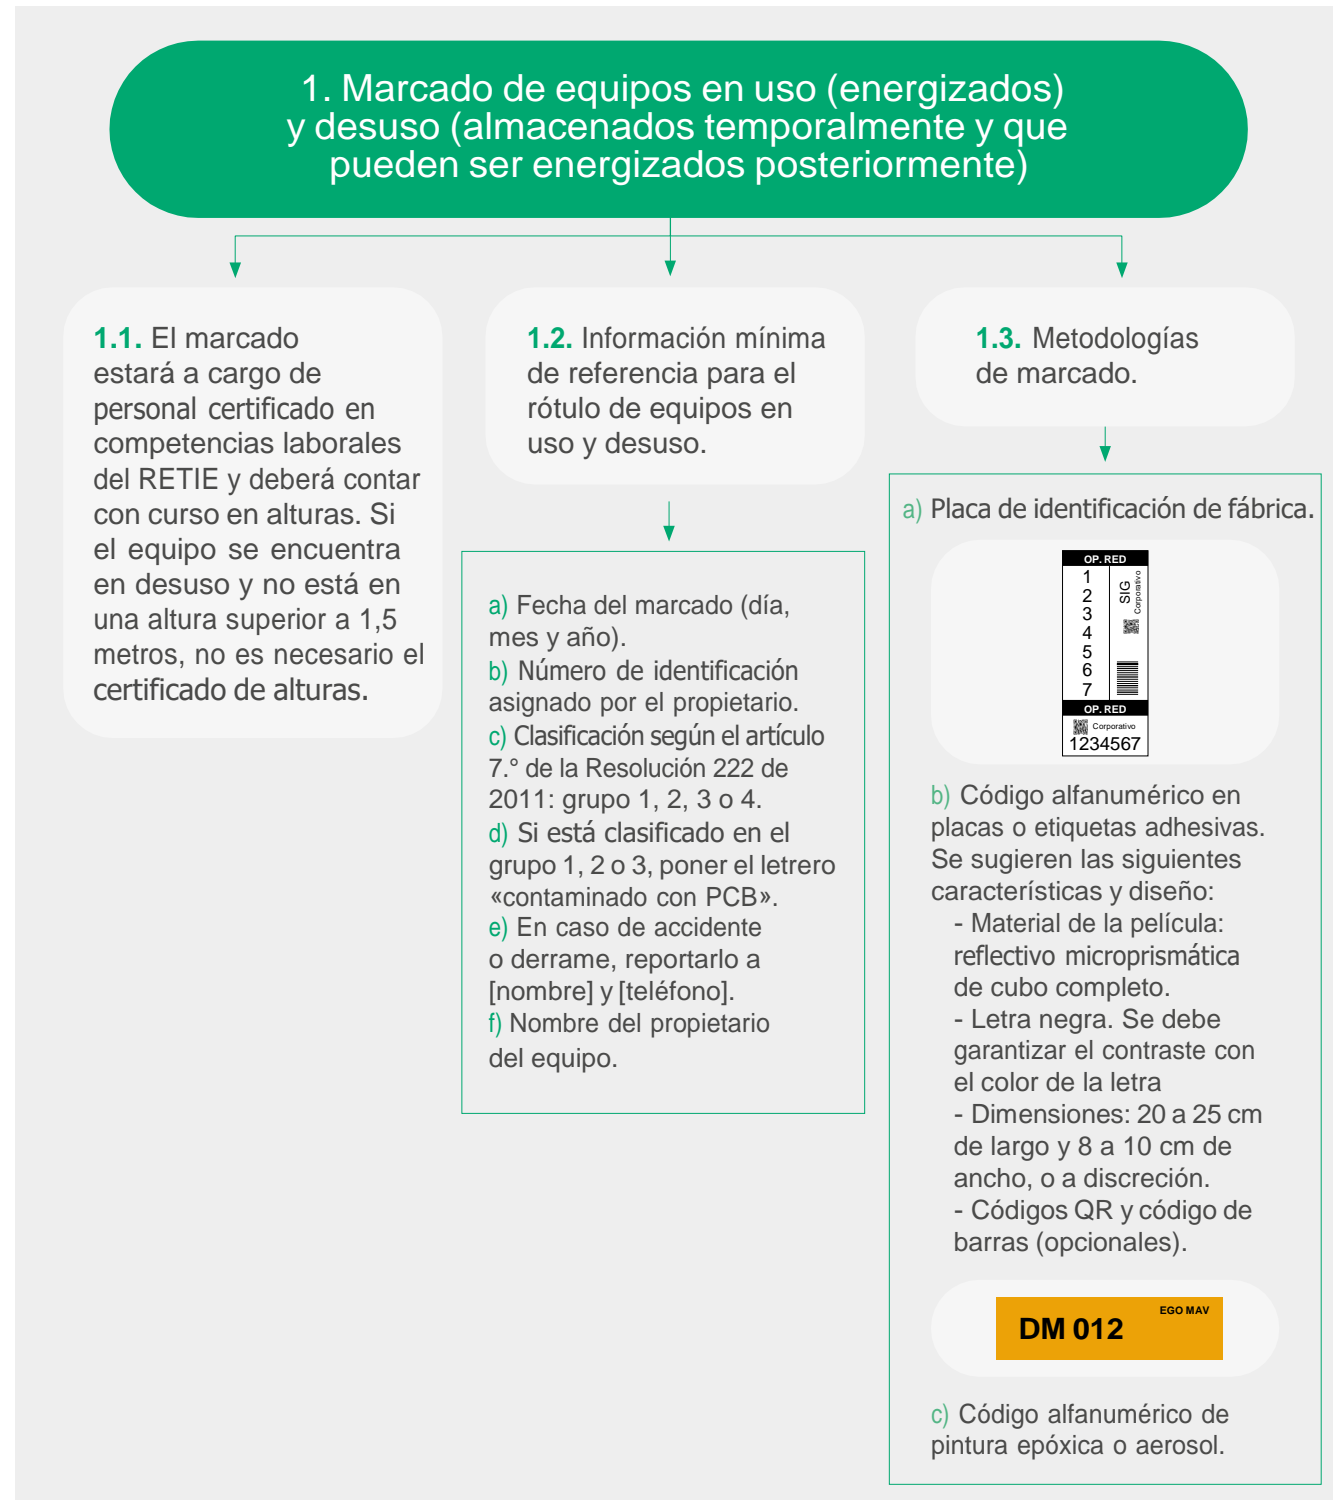 1. Marcado de equipos en uso (energizados)
y desuso (almacenados temporalmente y que
pueden ser energizados posteriormente)
1.1. El marcado
estará a cargo de
personal certificado en
competencias laborales
del RETIE y deberá contar
con curso en alturas. Si
el equipo se encuentra
en desuso y no está en
una altura superior a 1,5
metros, no es necesario el
certificado de alturas.
1.2. Información mínima
de referencia para el
rótulo de equipos en
uso y desuso.
a) Fecha del marcado (día,
mes y año).
b) Número de identificación
asignado por el propietario.
c) Clasificación según el artículo
7.° de la Resolución 222 de
2011: grupo 1, 2, 3 o 4.
d) Si está clasificado en el
grupo 1, 2 o 3, poner el letrero
«contaminado con PCB».
e) En caso de accidente
o derrame, reportarlo a
[nombre] y [teléfono].
f) Nombre del propietario
del equipo.
1.3. Metodologías
de marcado.
a) Placa de identificación de fábrica.
OP. RED
1
2
3
4
5
6
7
SIG
Corporativo
OP. RED
Corporativo
1234567
b) Código alfanumérico en
placas o etiquetas adhesivas.
Se sugieren las siguientes
características y diseño:
- Material de la película:
reflectivo microprismática
de cubo completo.
- Letra negra. Se debe
garantizar el contraste con
el color de la letra
- Dimensiones: 20 a 25 cm
de largo y 8 a 10 cm de
ancho, o a discreción.
- Códigos QR y código de
barras (opcionales).
EGO MAV
DM 012
c) Código alfanumérico de
pintura epóxica o aerosol.